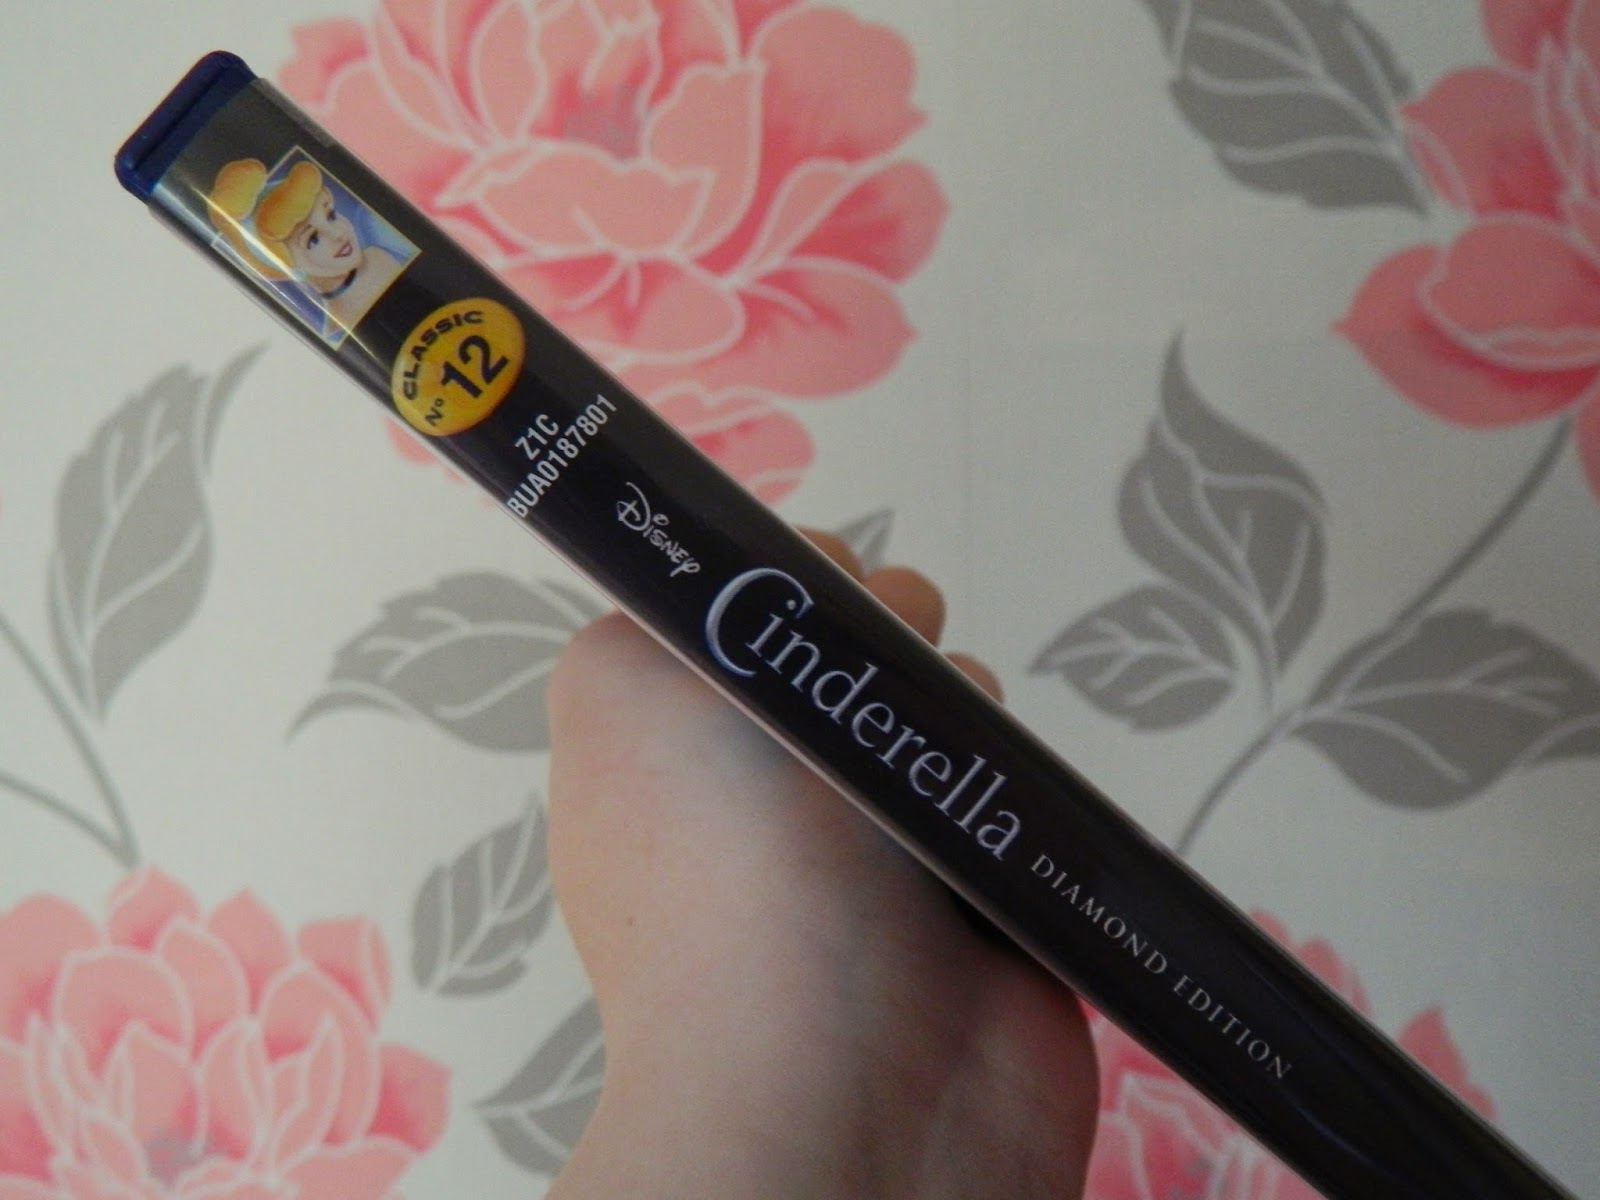 CLASSIC
Nº 12
Z1C
BUA0187801
Disney
Cinderella
DIAMOND EDITION